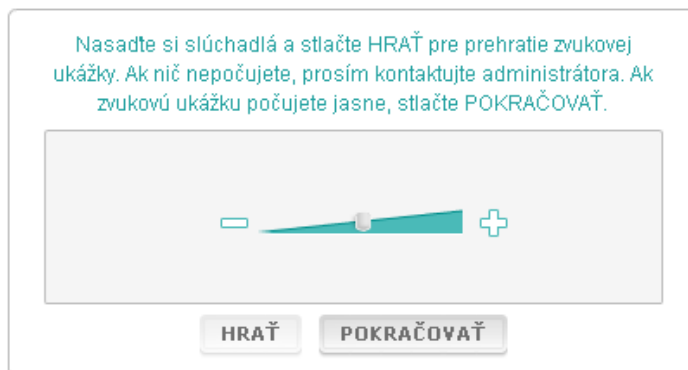 Nasaďte si slúchadlá a stlačte HRAŤ pre prehratie zvukovej
ukážky. Ak nič nepočujete, prosím kontaktujte administrátora. Ak
zvukovú ukážku počujete jasne, stlačte POKRAČOVAŤ.
HRAŤ POKRAČOVAŤ